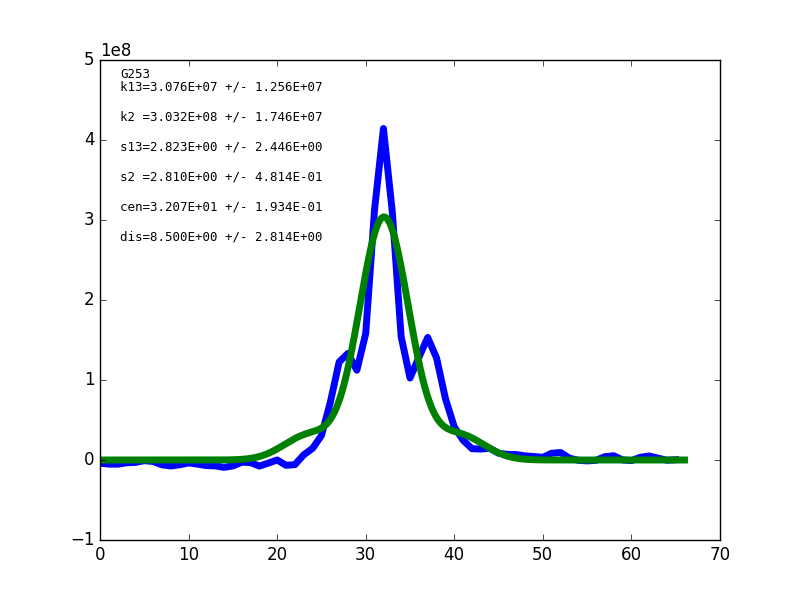 1e8
G253
k13=3.076E+07 +/- 1.256E+07
k2 =3.032E+08 +/- 1.746E+07
s13=2.823E+00 +/- 2.446E+00
s2 =2.810E+00 +/- 4.814E-01
cen=3.207E+01 +/- 1.934E-01
dis=8.500E+00 +/- 2.814E+00
5
4
3
2
1
0
−1
0 10 20 30 40 50 60 70